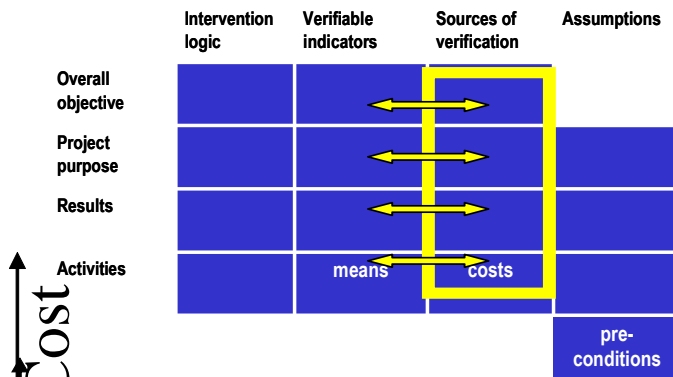 Intervention logic
Verifiable indicators
Sources of verification
Assumptions
Overall objective
Project purpose
Results
Activities
means
costs
pre-
conditions
Cost